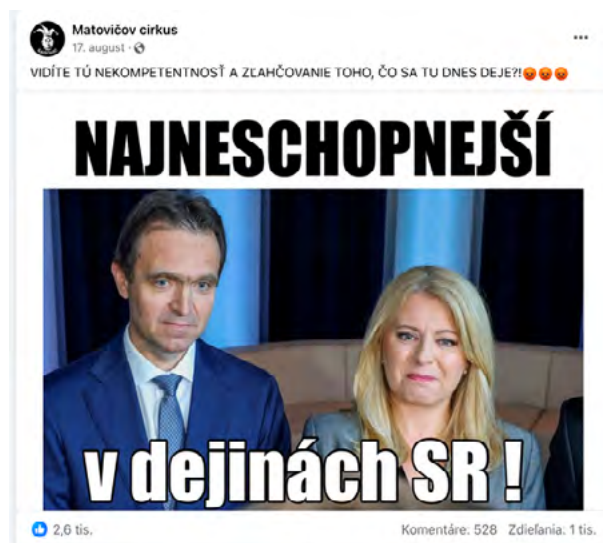 Matovičov cirkus
17. august ·
VIDÍTE TÚ NEKOMPETENTNOSŤ A ZĽAHČOVANIE TOHO, ČO SA TU DNES DEJE?!
NAJNESCHOPNEJŠÍ
v dejinách SR !
2,6 tis. Komentáre: 528 Zdieľania: 1 tis.